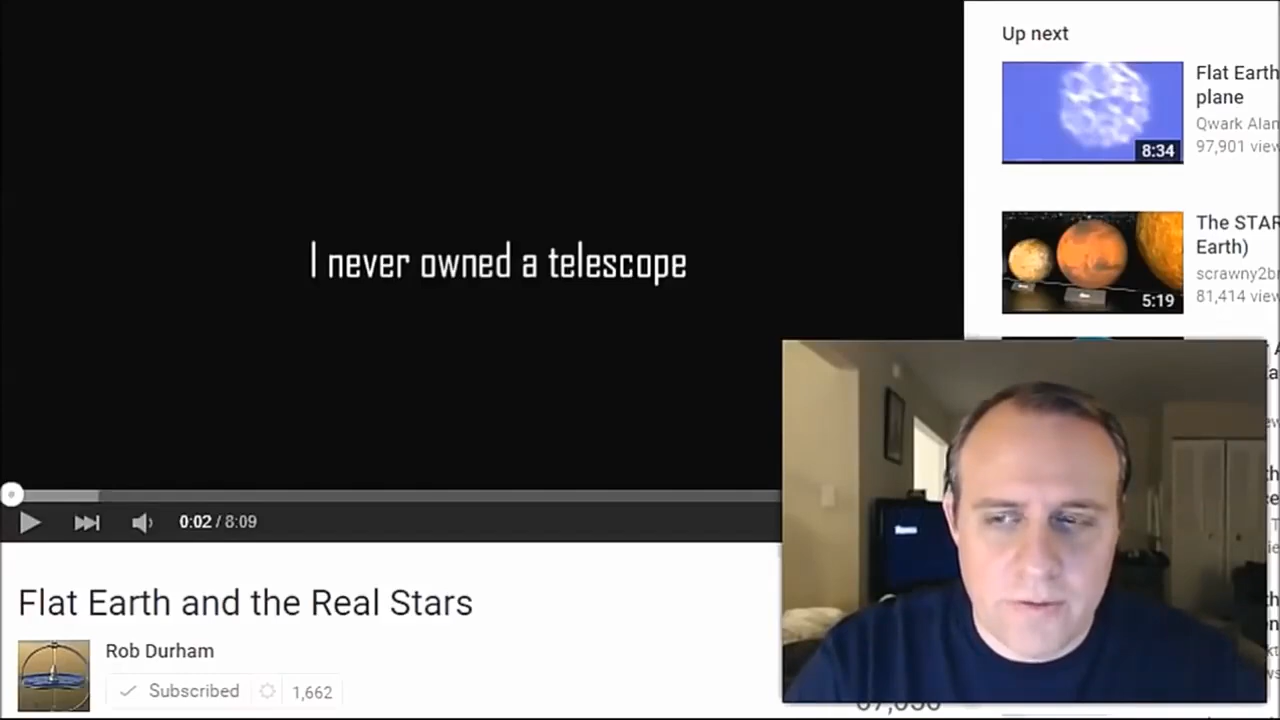 I never owned a telescope
0:02 / 8:09
Flat Earth and the Real Stars
Rob Durham
Subscribed
1,662
Up next
8:34
Flat Earth
plane
Qwark Alan
97,901 view
5:19
The STAR
Earth)
scrawny2br
81,414 view